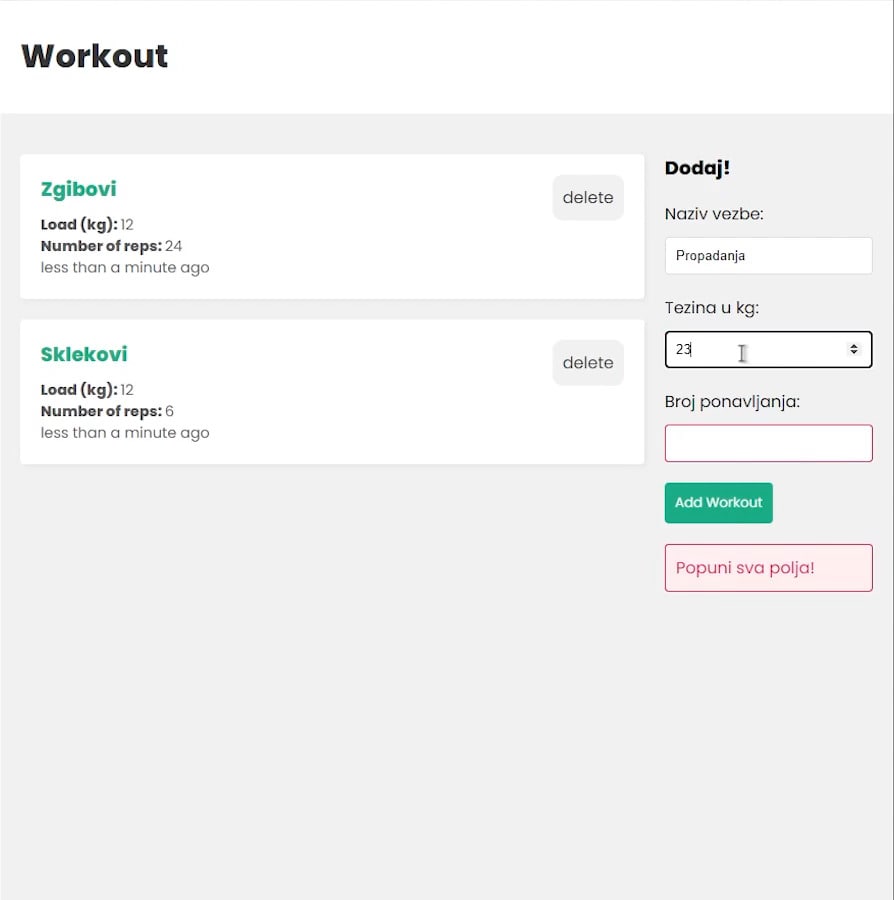 Workout
Zgibovi
delete
Load (kg): 12
Number of reps: 24
less than a minute ago
Sklekovi
delete
Load (kg): 12
Number of reps: 6
less than a minute ago
Dodaj!
Naziv vezbe:
Propadanja
Tezina u kg:
23
Broj ponavljanja:
Add Workout
Popuni sva polja!